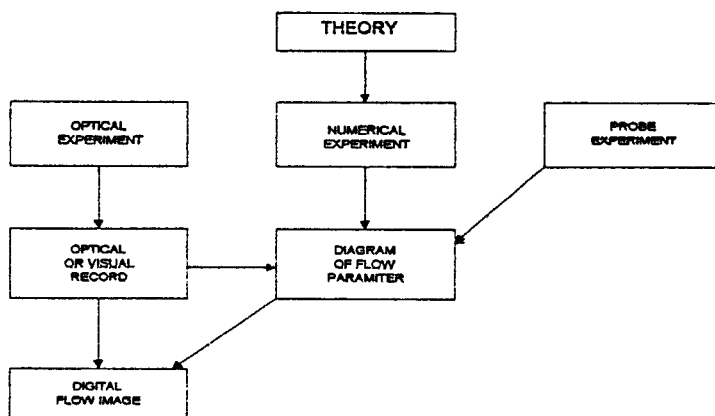 THEORY
OPTICAL
EXPERIMENT
NUMERICAL
EXPERIMENT
PROBE
EXPERIMENT
OPTICAL
OR VISUAL
RECORD
DIAGRAM
OF FLOW
PARAMITER
DIGITAL
FLOW IMAGE